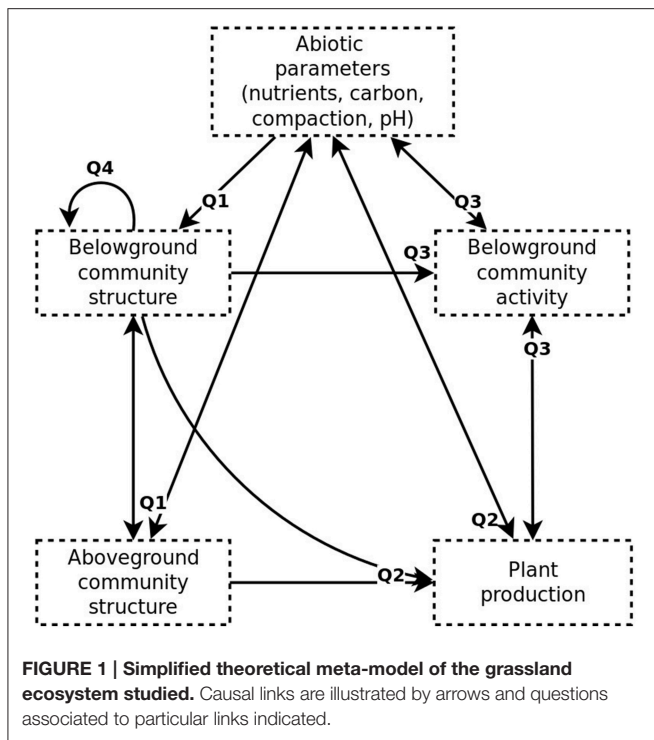 Abiotic
parameters
(nutrients, carbon,
compaction, pH)
Q4
Q1
Q3
Belowground
community
structure
Q3
Belowground
community
activity
Q3
Q1
Q2
Aboveground
community
structure
Q2
Plant
production
FIGURE 1 | Simplified theoretical meta-model of the grassland
ecosystem studied. Causal links are illustrated by arrows and questions
associated to particular links indicated.